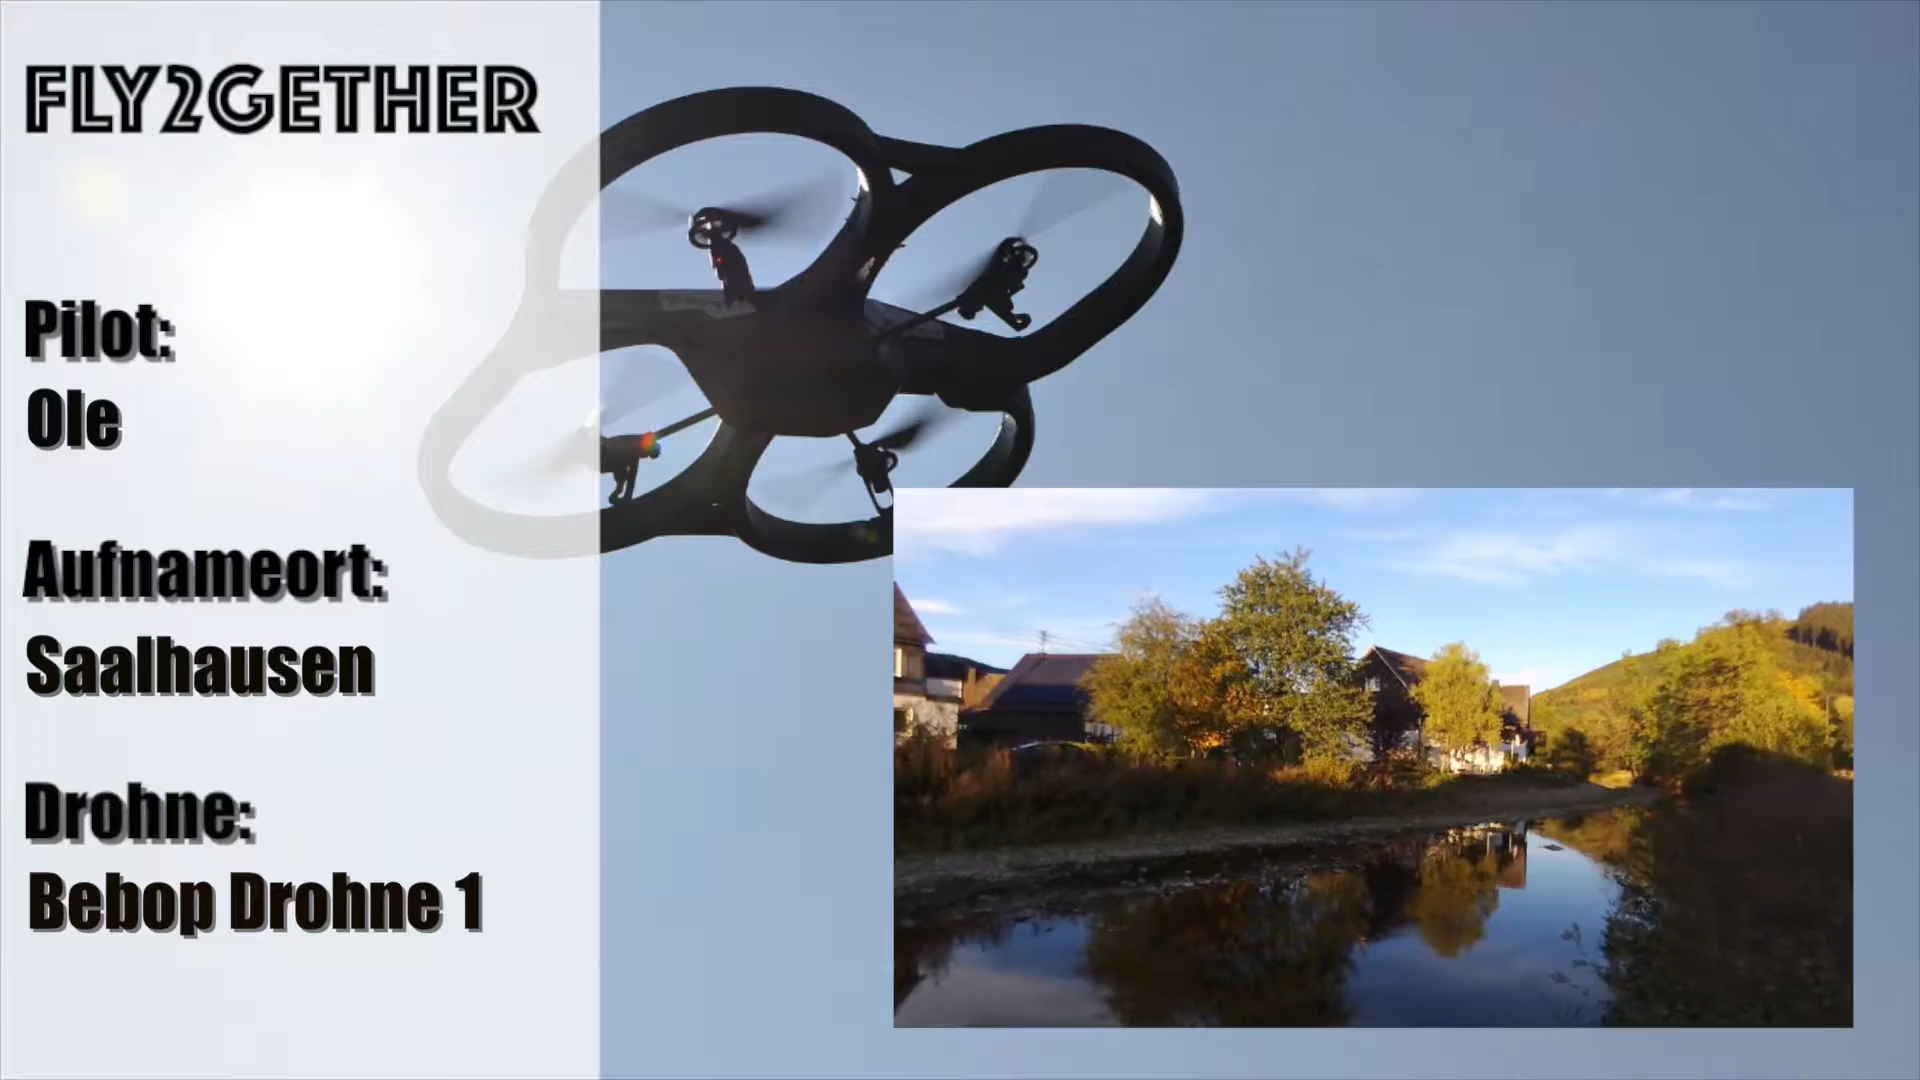 FLY2GETHER
Pilot:
Ole
Aufnameort:
Saalhausen
Drohne:
Bebop Drohne 1